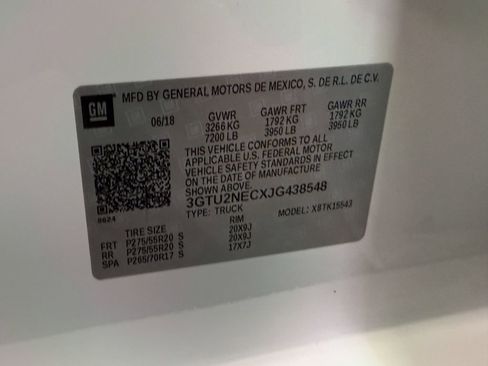 GM
MFD BY GENERAL MOTORS DE MEXICO, S. DE R.L. DE C.V.
06/18 GVWR GAWR FRT GAWR RR
3266 KG 1792 KG 1792 KG
7200 LB 3950 LB 3950 LB
THIS VEHICLE CONFORMS TO ALL
APPLICABLE U.S. FEDERAL MOTOR
VEHICLE SAFETY STANDARDS IN EFFECT
ON THE DATE OF MANUFACTURE
SHOWN ABOVE.
3GTU2NECXJG438548
TYPE: TRUCK MODEL: X8TK15543
8624
TIRE SIZE RIM
FRT P275/55R20 S 20X9J
RR P275/55R20 S 20X9J
SPA P265/70R17 S 17X7J